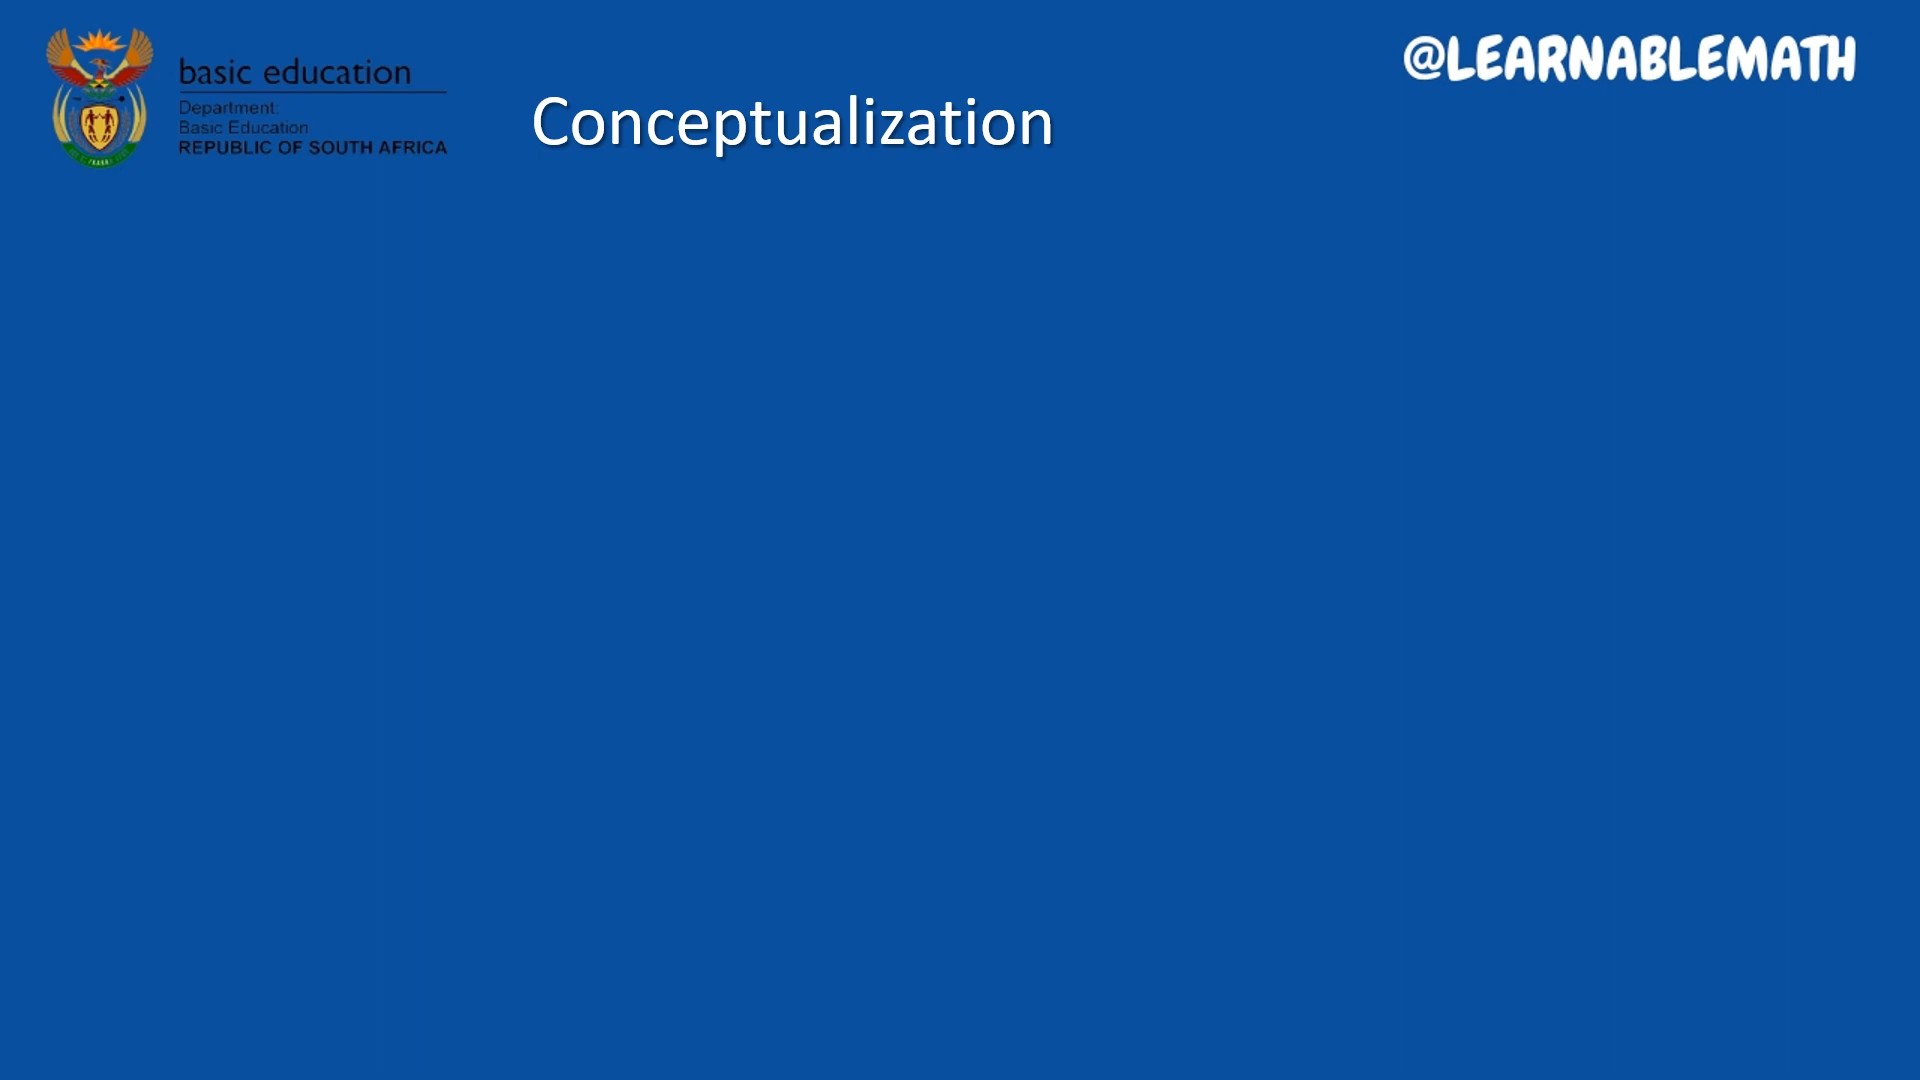 basic education
Department:
Basic Education
REPUBLIC OF SOUTH AFRICA
@LEARNABLEMATH
Conceptualization